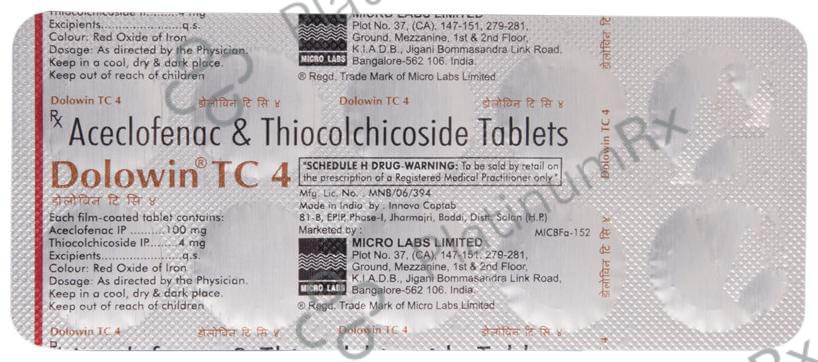 Thiocolchicoside IP.........4 mg
Excipients....................q.s.
Colour: Red Oxide of Iron
Dosage: As directed by the Physician.
Keep in a cool, dry & dark place.
Keep out of reach of children
MICRO LABS LIMITED
Plot No. 37, (CA), 147-151, 279-281,
Ground, Mezzanine, 1st & 2nd Floor,
K.I.A.D.B., Jigani Bommasandra Link Road.
Bangalore-562 106. India.
MICRO LABS
® Regd. Trade Mark of Micro Labs Limited
Dolowin TC 4 डोलोविन टि सि ४ Dolowin TC 4 डोलोविन टि सि ४
Rx Aceclofenac & Thiocolchicoside Tablets
Dolowin® TC 4
डोलोविन टि सि ४
"SCHEDULE H DRUG-WARNING: To be sold by retail on
the prescription of a Registered Medical Practitioner only"
Mfg. Lic. No. : MNB/06/394
Made in India by : Innova Captab
81-B, EPIP, Phase-I, Jharmajri, Baddi, Distt. Solan (H.P.)
Marketed by : MICBFa-152
Each film-coated tablet contains:
Aceclofenac IP .........100 mg
Thiocolchicoside IP.......4 mg
Excipients....................q.s.
Colour: Red Oxide of Iron
Dosage: As directed by the Physician.
Keep in a cool, dry & dark place.
Keep out of reach of children
MICRO LABS LIMITED
Plot No. 37, (CA), 147-151, 279-281,
Ground, Mezzanine, 1st & 2nd Floor,
K.I.A.D.B., Jigani Bommasandra Link Road,
Bangalore-562 106. India.
MICRO LABS
® Regd. Trade Mark of Micro Labs Limited
Dolowin TC 4 डोलोविन टि सि ४ Dolowin TC 4 डोलोविन टि सि ४
डोलोविन टि सि ४
Dolowin TC 4
डोलोविन टि सि ४
PlatinumRx